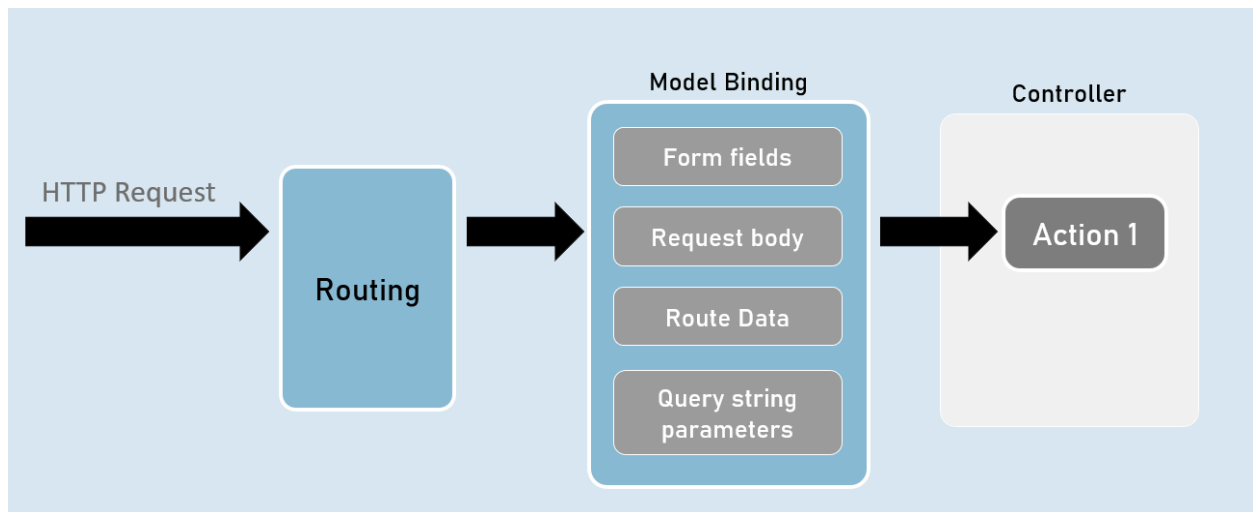 HTTP Request
Routing
Model Binding
Form fields
Request body
Route Data
Query string
parameters
Controller
Action 1